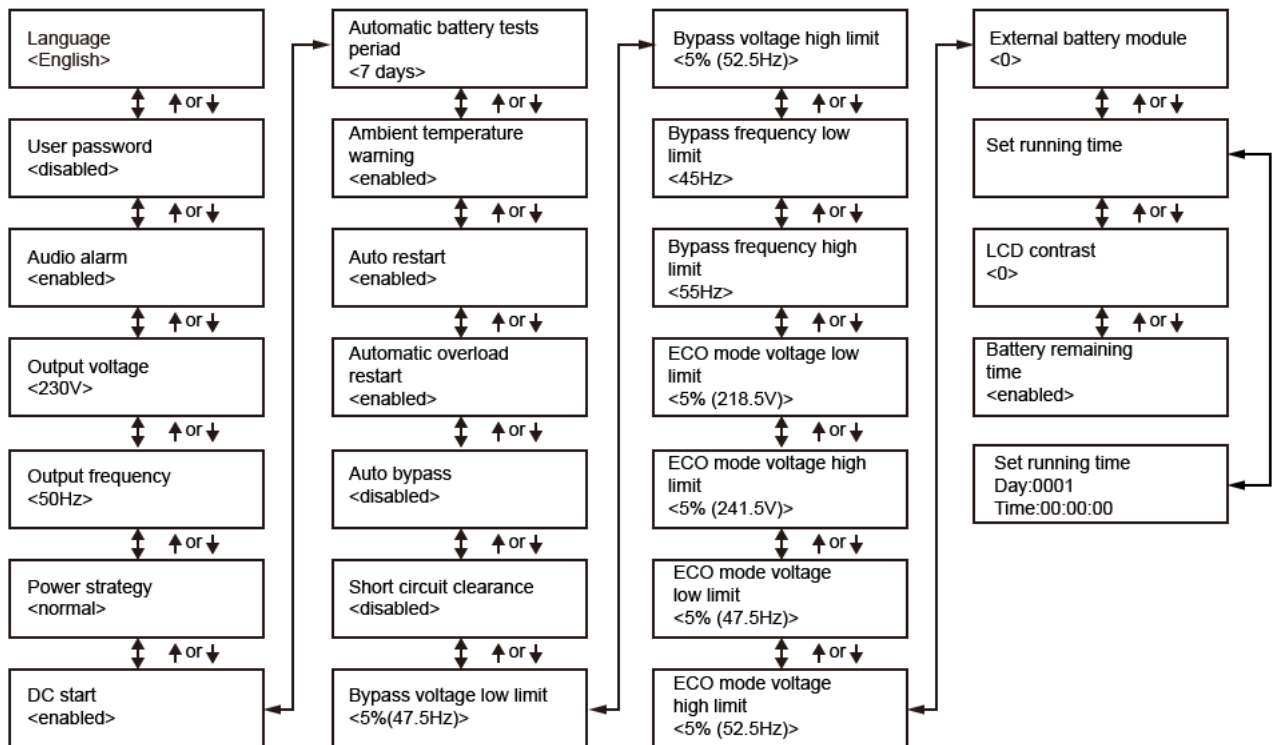 Language
<English>
↑ or ↓
User password
<disabled>
↑ or ↓
Audio alarm
<enabled>
↑ or ↓
Output voltage
<230V>
↑ or ↓
Output frequency
<50Hz>
↑ or ↓
Power strategy
<normal>
↑ or ↓
DC start
<enabled>
Automatic battery tests
periad
<7 days>
↑ or ↓
Ambient temperature
warning
<enabled>
↑ or ↓
Auto restart
<enabled>
↑ or ↓
Automatic overload
restart
<enabled>
↑ or ↓
Auto bypass
<disabled>
↑ or ↓
Short circuit clearance
<disabled>
↑ or ↓
Bypass voltage low limit
<5%(47.5Hz)>
Bypass voltage high limit
<5% (52.5Hz)>
↑ or ↓
Bypass frequency low
limit
<45Hz>
↑ or ↓
Bypass frequency high
limit
<55Hz>
↑ or ↓
ECO mode voltage low
limit
<5% (218.5V)>
↑ or ↓
ECO mode voltage high
limit
<5% (241.5V)>
↑ or ↓
ECO mode voltage
low limit
<5% (47.5Hz)>
↑ or ↓
ECO mode voltage
high limit
<5% (52.5Hz)>
External battery module
<0>
↑ or ↓
Set running time
↑ or ↓
LCD contrast
<0>
↑ or ↓
Battery remaining
time
<enabled>
Set running time
Day:0001
Time:00:00:00